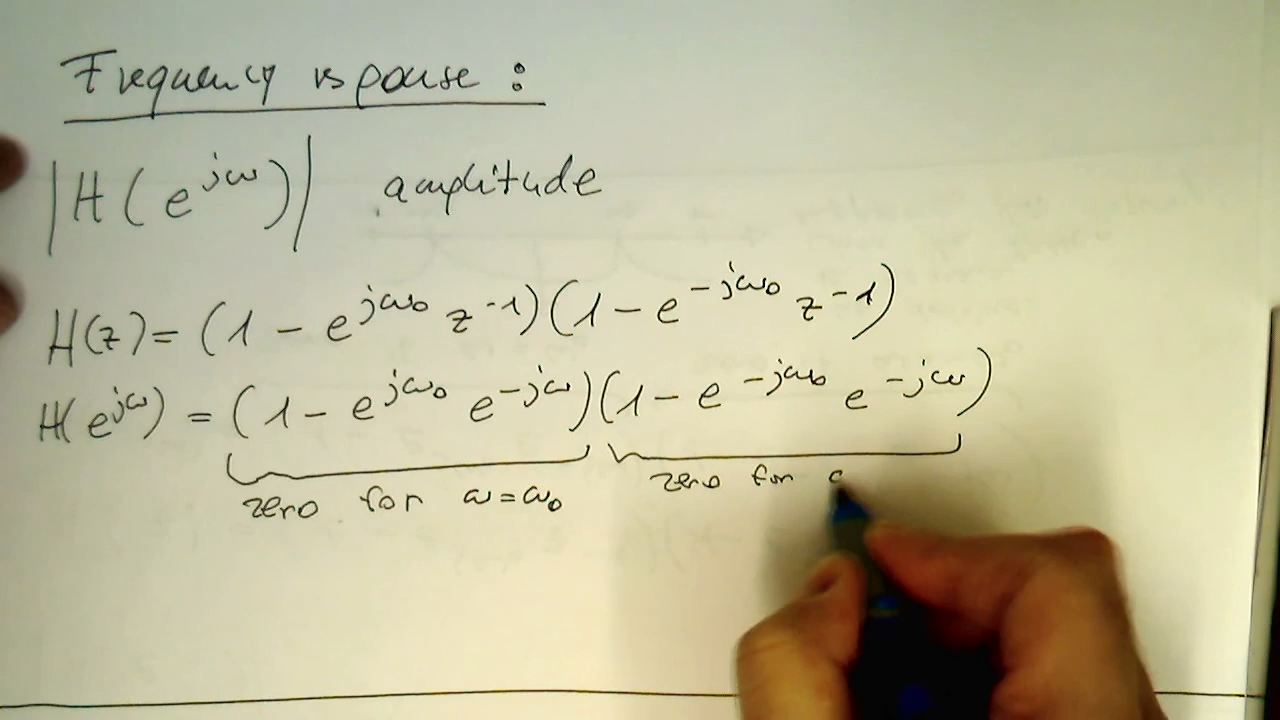 Frequency response :
|H(e^{jω})| amplitude
H(z) = (1 - e^{jω₀} z^{-1})(1 - e^{-jω₀} z^{-1})
H(e^{jω}) = (1 - e^{jω₀} e^{-jω})(1 - e^{-jω₀} e^{-jω})
zero for ω = ω₀ zero for